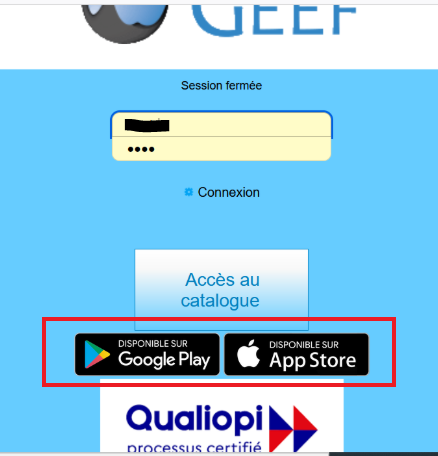 GEEF
Session fermée
••••
Connexion
Accès au
catalogue
DISPONIBLE SUR
Google Play
DISPONIBLE SUR
App Store
Qualiopi
processus certifié